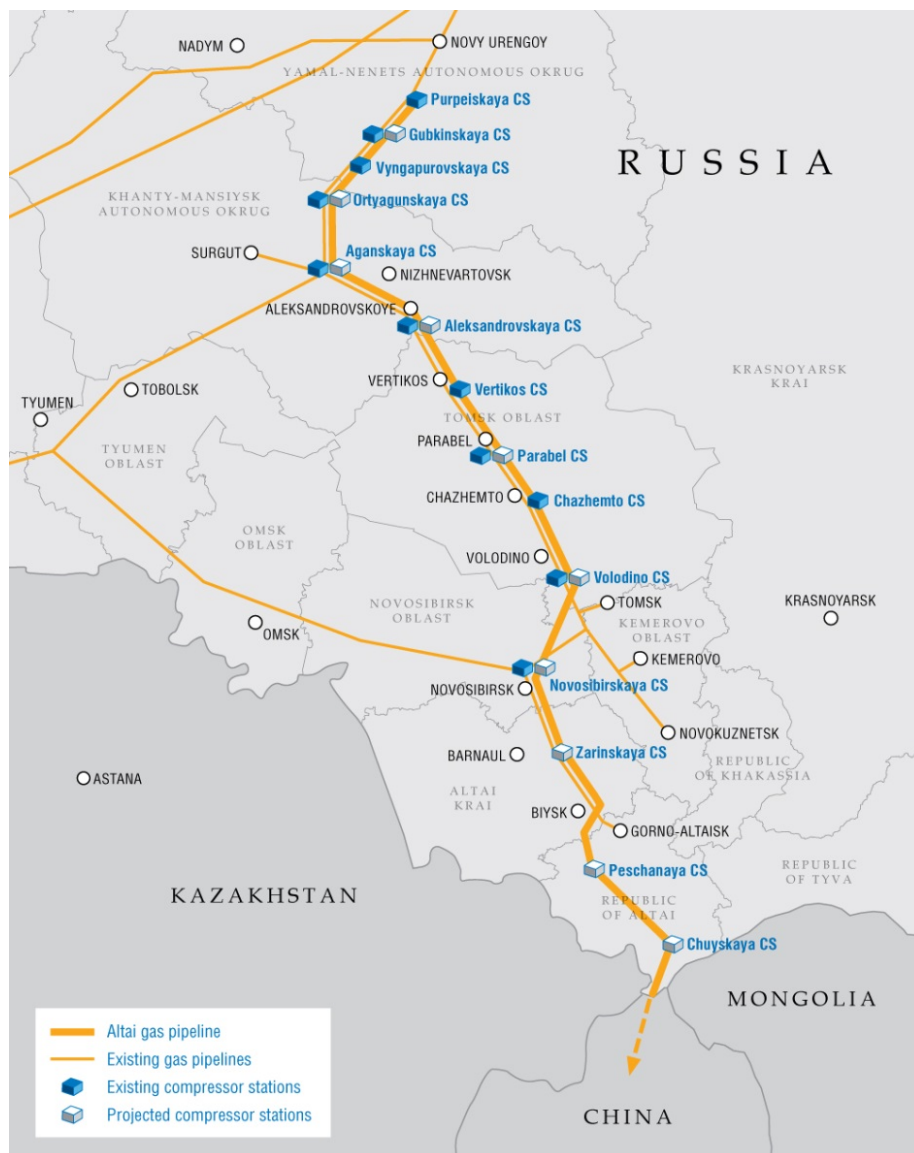 NADYM
NOVY URENGOY
YAMAL-NENETS AUTONOMOUS OKRUG
Purpeiskaya CS
Gubkinskaya CS
Vyngapurovskaya CS
RUSSIA
KHANTY-MANSIYSK
AUTONOMOUS OKRUG
Ortyagunskaya CS
SURGUT
Aganskaya CS
NIZHNEVARTOVSK
ALEKSANDROVSKOYE
Aleksandrovskaya CS
KRASNOYARSK
KRAI
VERTIKOS
Vertikos CS
TOBOLSK
TYUMEN
TOMSK OBLAST
TYUMEN
OBLAST
PARABEL
Parabel CS
CHAZHEMTO
Chazhemto CS
OMSK
OBLAST
VOLODINO
Volodino CS
NOVOSIBIRSK
OBLAST
TOMSK
KRASNOYARSK
OMSK
KEMEROVO
OBLAST
KEMEROVO
NOVOSIBIRSK
Novosibirskaya CS
NOVOKUZNETSK
BARNAUL
Zarinskaya CS
REPUBLIC
OF KHAKASSIA
ASTANA
ALTAI
KRAI
BIYSK
GORNO-ALTAISK
Peschanaya CS
REPUBLIC
OF TYVA
KAZAKHSTAN
REPUBLIC
OF ALTAI
Chuyskaya CS
MONGOLIA
Altai gas pipeline
Existing gas pipelines
Existing compressor stations
Projected compressor stations
CHINA